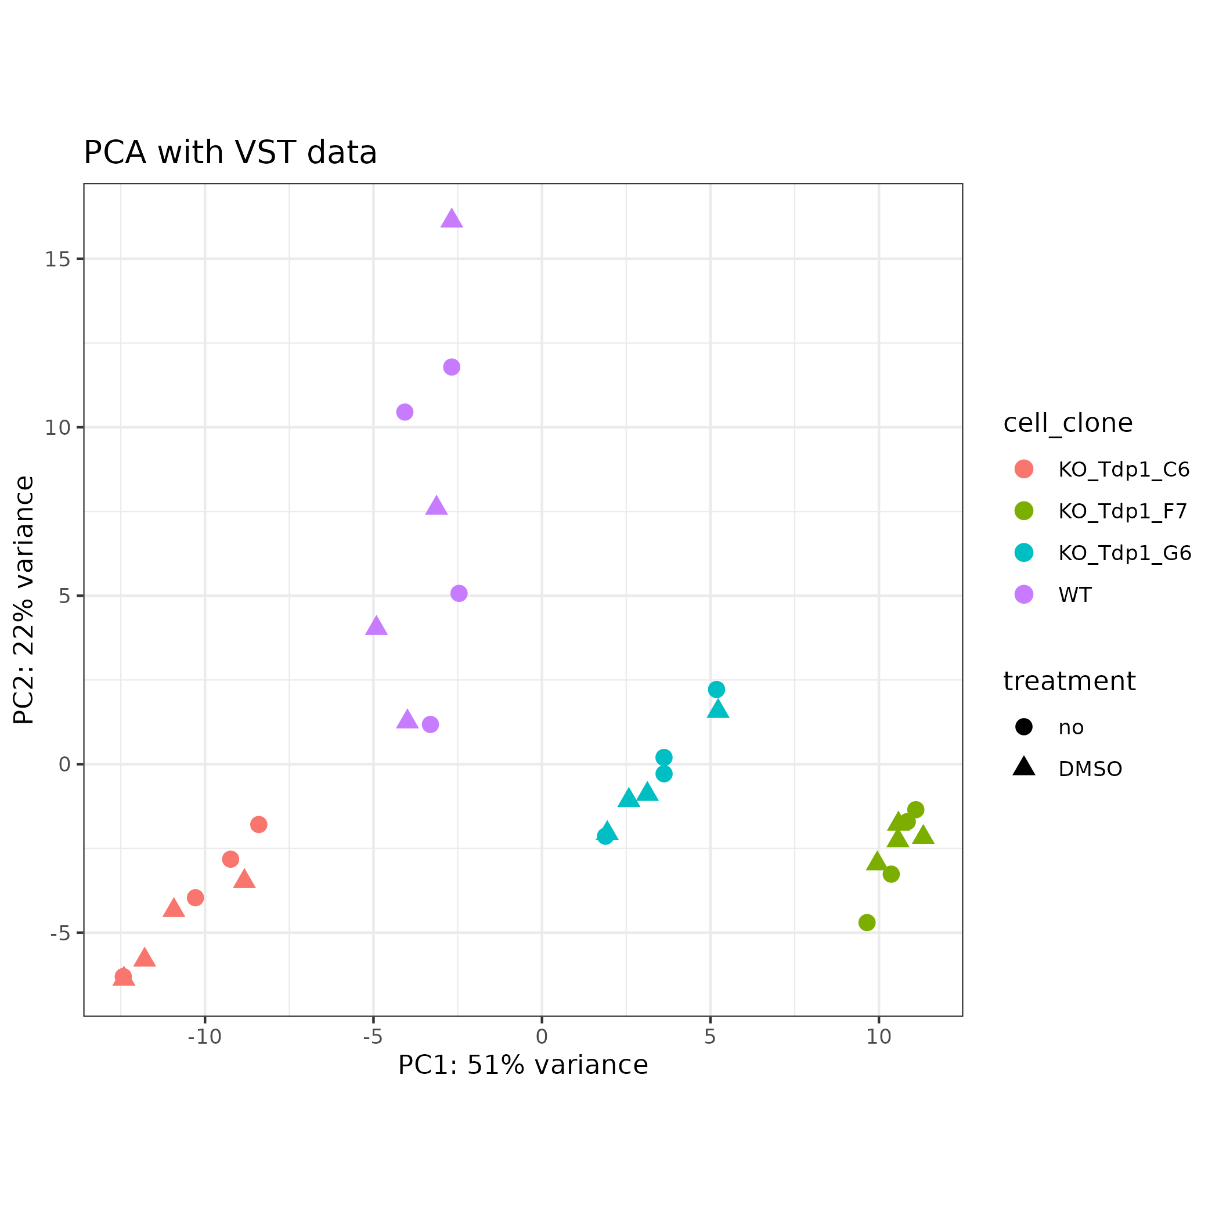 PCA with VST data
15
10
5
0
-5
-10
-5
0
5
10
PC1: 51% variance
PC2: 22% variance
cell_clone
KO_Tdp1_C6
KO_Tdp1_F7
KO_Tdp1_G6
WT
treatment
no
DMSO